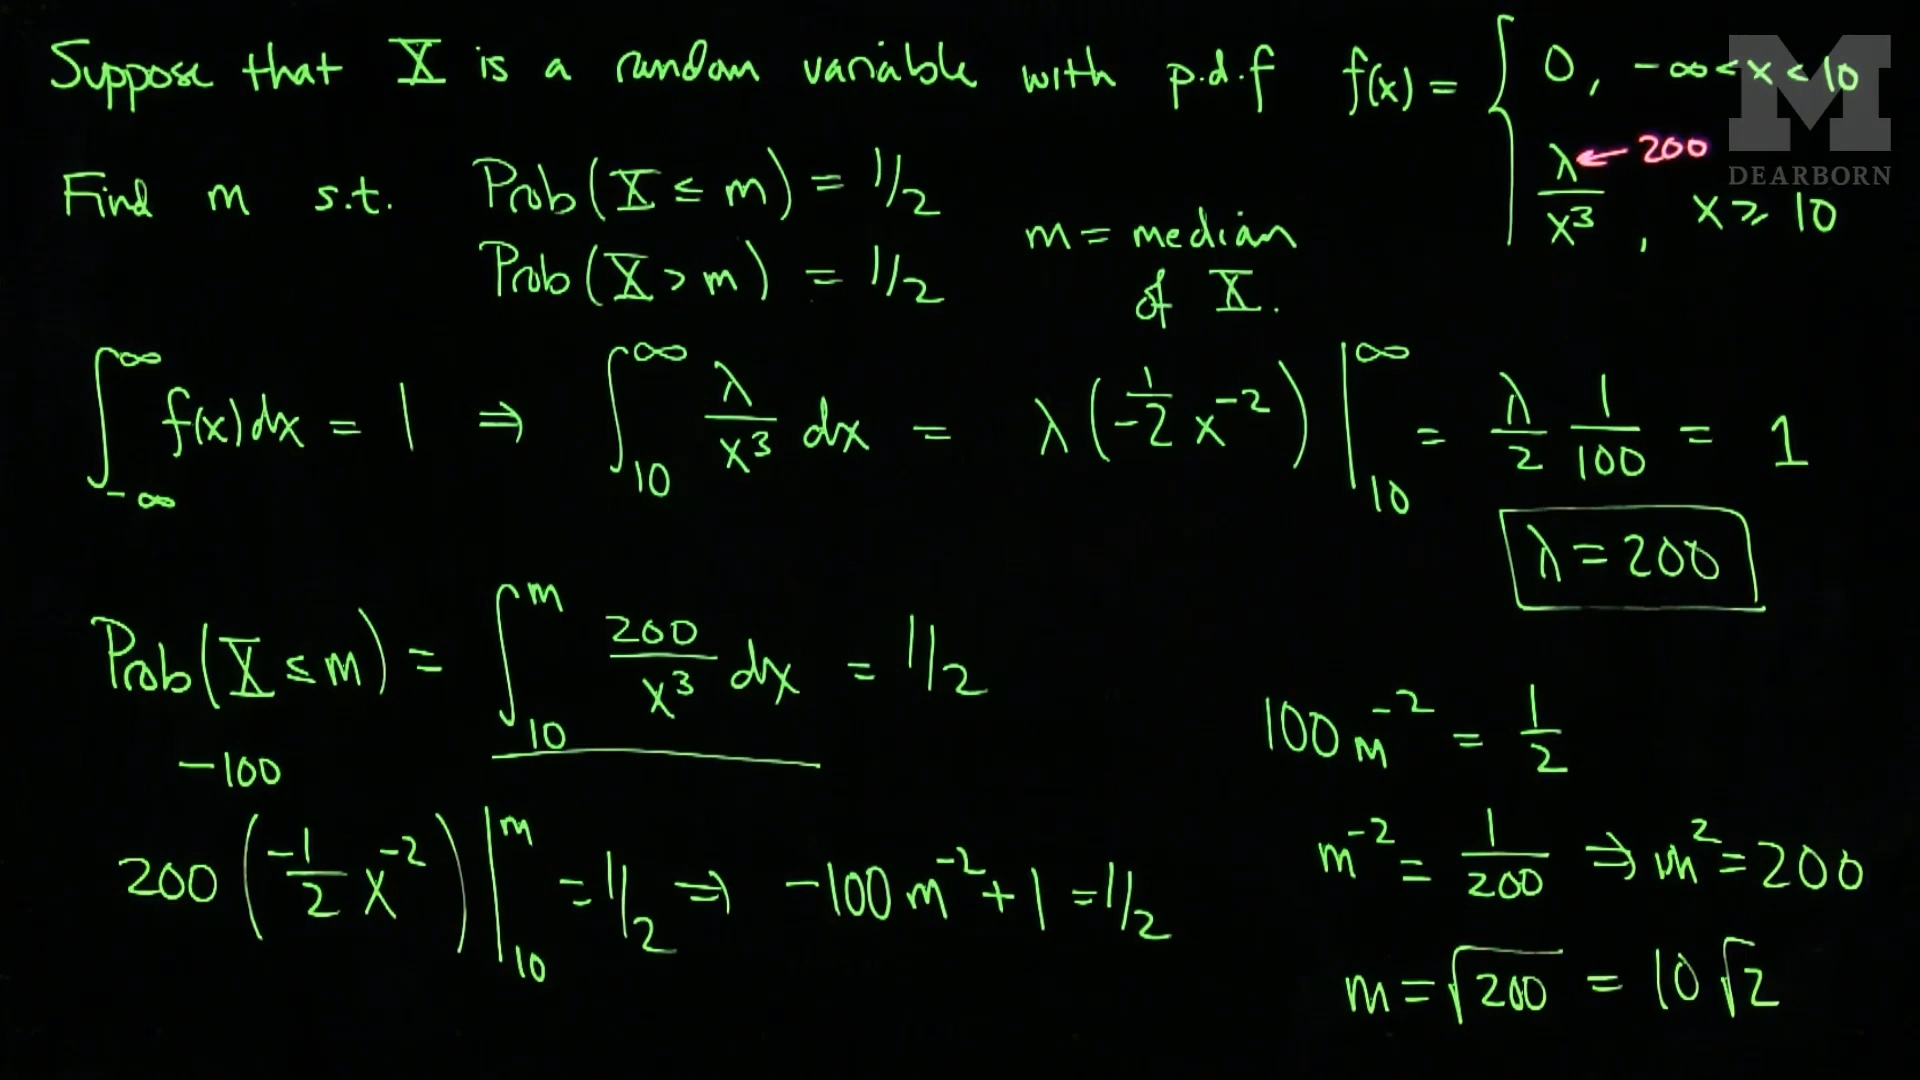 Suppose that X is a random variable with p.d.f f(x) = { 0, -∞ < x < 10
λ/x³ ← 200, x ≥ 10
M
DEARBORN
Find m s.t. Prob(X ≤ m) = 1/2
Prob(X > m) = 1/2
m = median
of X.
∫_{-∞}^{∞} f(x) dx = 1 ⇒ ∫_{10}^{∞} λ/x³ dx = λ(-1/2 x⁻²) |_{10}^{∞} = λ/2 1/100 = 1
λ = 200
Prob(X ≤ m) = ∫_{10}^{m} 200/x³ dx = 1/2
-100
200 (-1/2 x⁻²) |_{10}^{m} = 1/2 ⇒ -100 m⁻² + 1 = 1/2
100 m⁻² = 1/2
m⁻² = 1/200 ⇒ m² = 200
m = √200 = 10√2